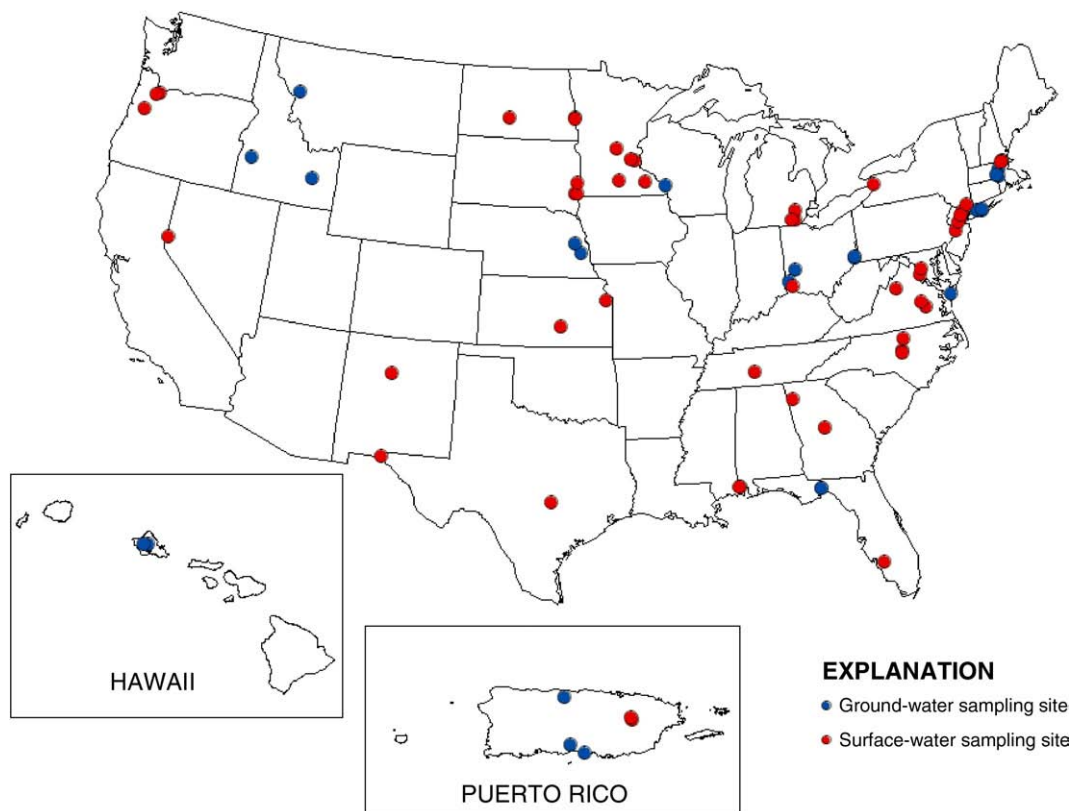 HAWAII
PUERTO RICO
EXPLANATION
Ground-water sampling site
Surface-water sampling site